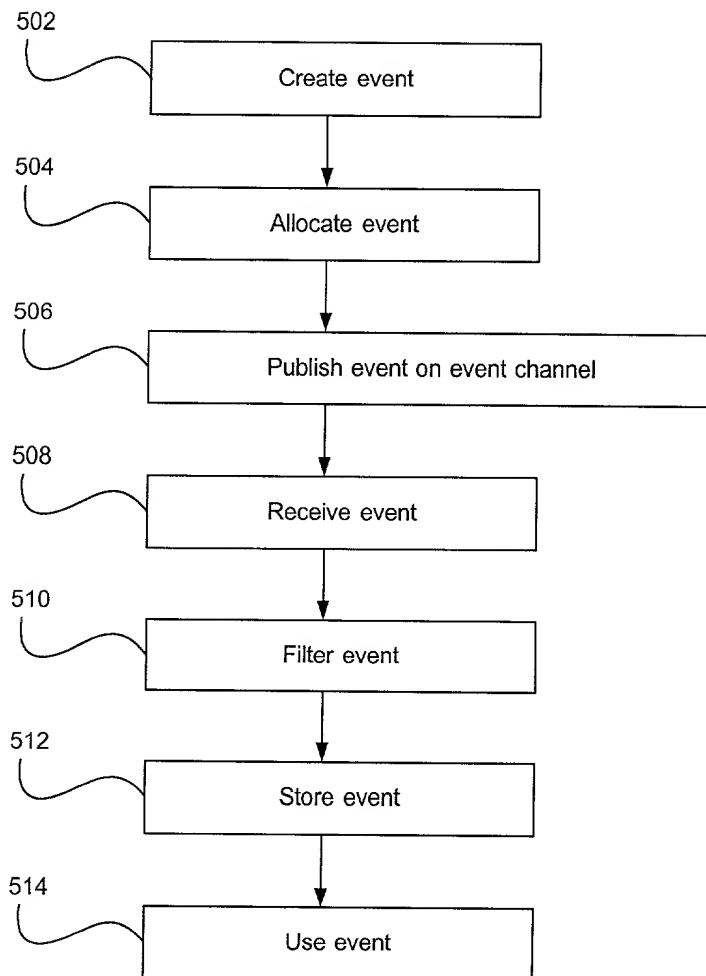 502
Create event
504
Allocate event
506
Publish event on event channel
508
Receive event
510
Filter event
512
Store event
514
Use event